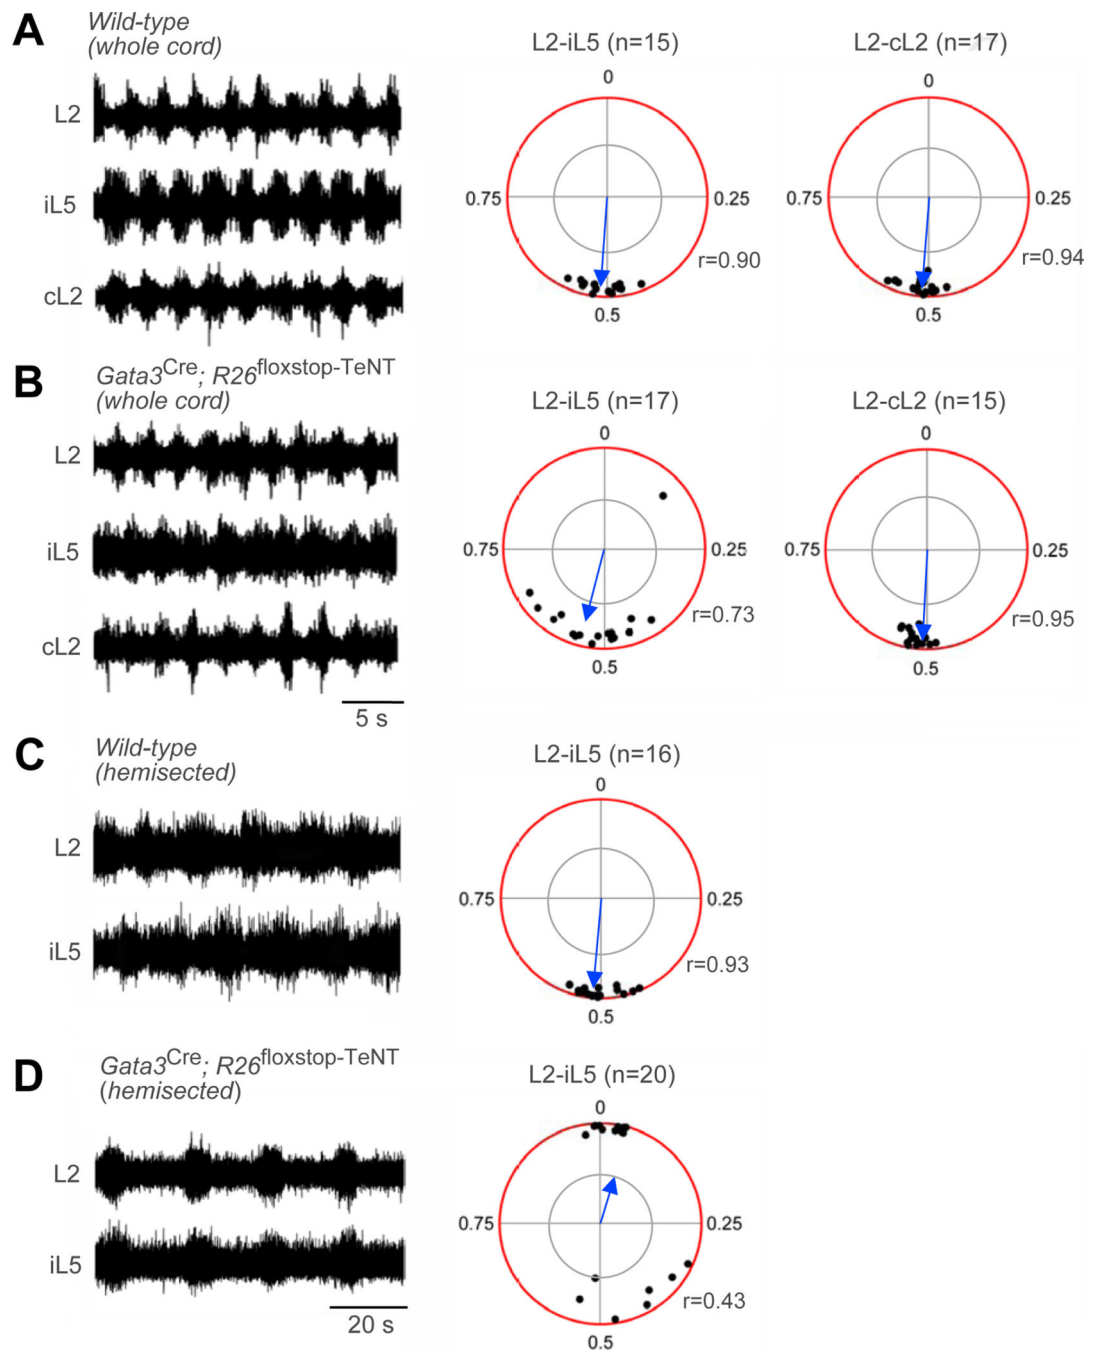 A
Wild-type
(whole cord)
L2
iL5
cL2
L2-iL5 (n=15)
0
0.75
0.25
r=0.90
0.5
L2-cL2 (n=17)
0
0.75
0.25
r=0.94
0.5
B
Gata3Cre; R26floxstop-TeNT
(whole cord)
L2
iL5
cL2
5 s
L2-iL5 (n=17)
0
0.75
0.25
r=0.73
0.5
L2-cL2 (n=15)
0
0.75
0.25
r=0.95
0.5
C
Wild-type
(hemisected)
L2
iL5
L2-iL5 (n=16)
0
0.75
0.25
r=0.93
0.5
D
Gata3Cre; R26floxstop-TeNT
(hemisected)
L2
iL5
20 s
L2-iL5 (n=20)
0
0.75
0.25
r=0.43
0.5